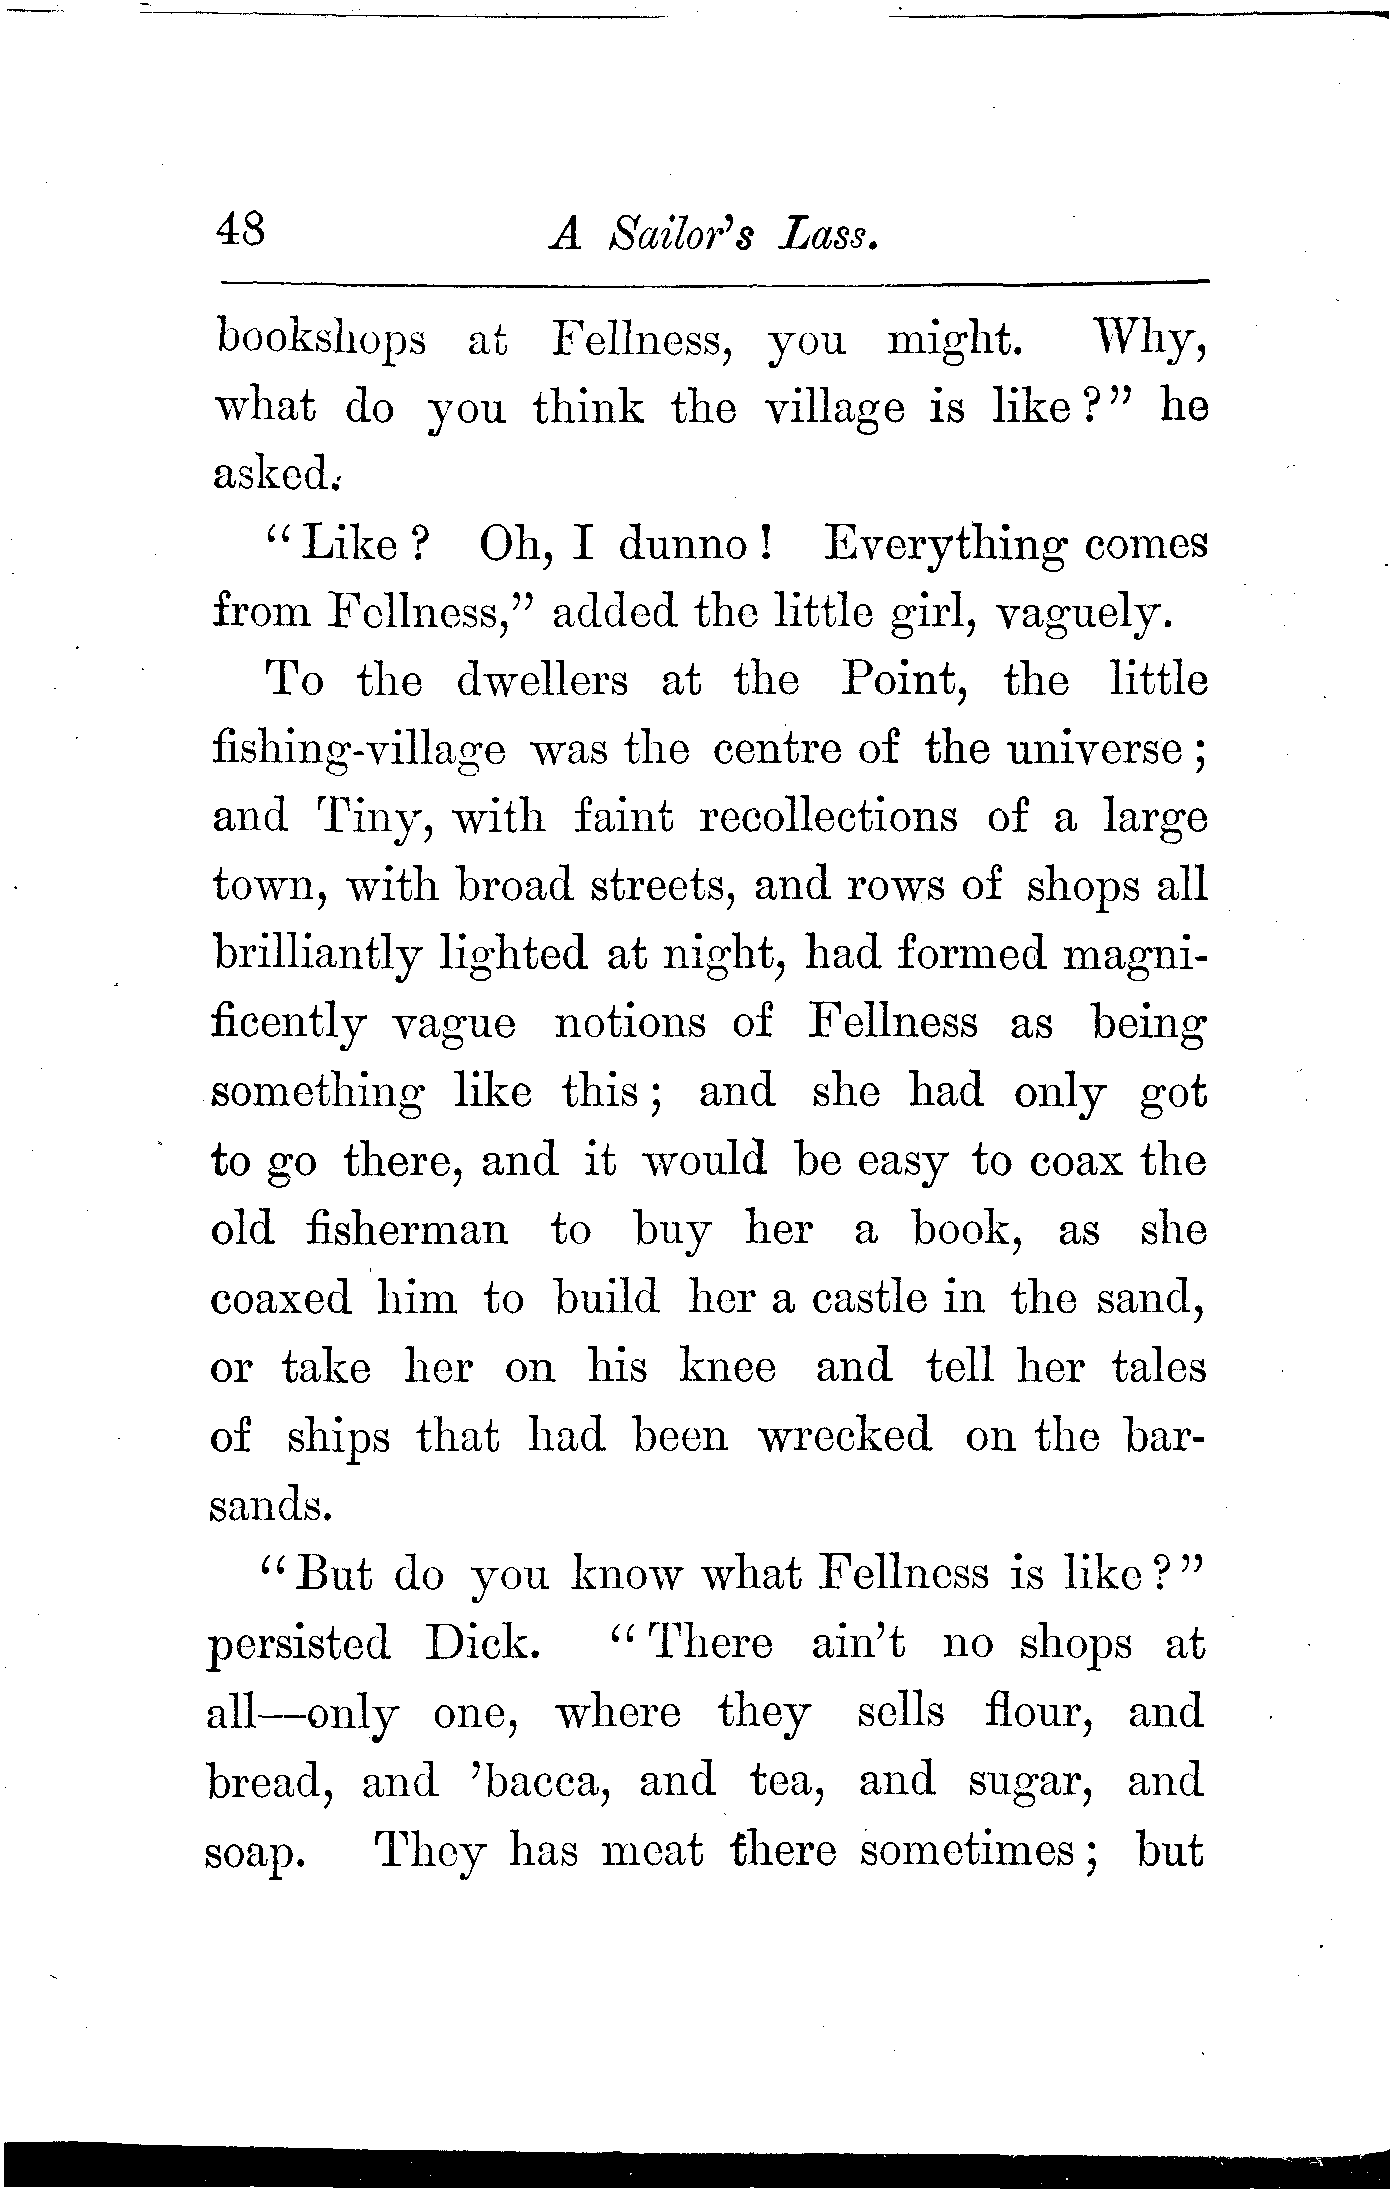 48 A Sailor's Lass.
bookshops at Fellness, you might. Why,
what do you think the village is like?" he
asked.
"Like? Oh, I dunno! Everything comes
from Fellness," added the little girl, vaguely.
To the dwellers at the Point, the little
fishing-village was the centre of the universe;
and Tiny, with faint recollections of a large
town, with broad streets, and rows of shops all
brilliantly lighted at night, had formed magni-
ficently vague notions of Fellness as being
something like this; and she had only got
to go there, and it would be easy to coax the
old fisherman to buy her a book, as she
coaxed him to build her a castle in the sand,
or take her on his knee and tell her tales
of ships that had been wrecked on the bar-
sands.
"But do you know what Fellness is like?"
persisted Dick. "There ain't no shops at
all—only one, where they sells flour, and
bread, and 'bacca, and tea, and sugar, and
soap. They has meat there sometimes; but